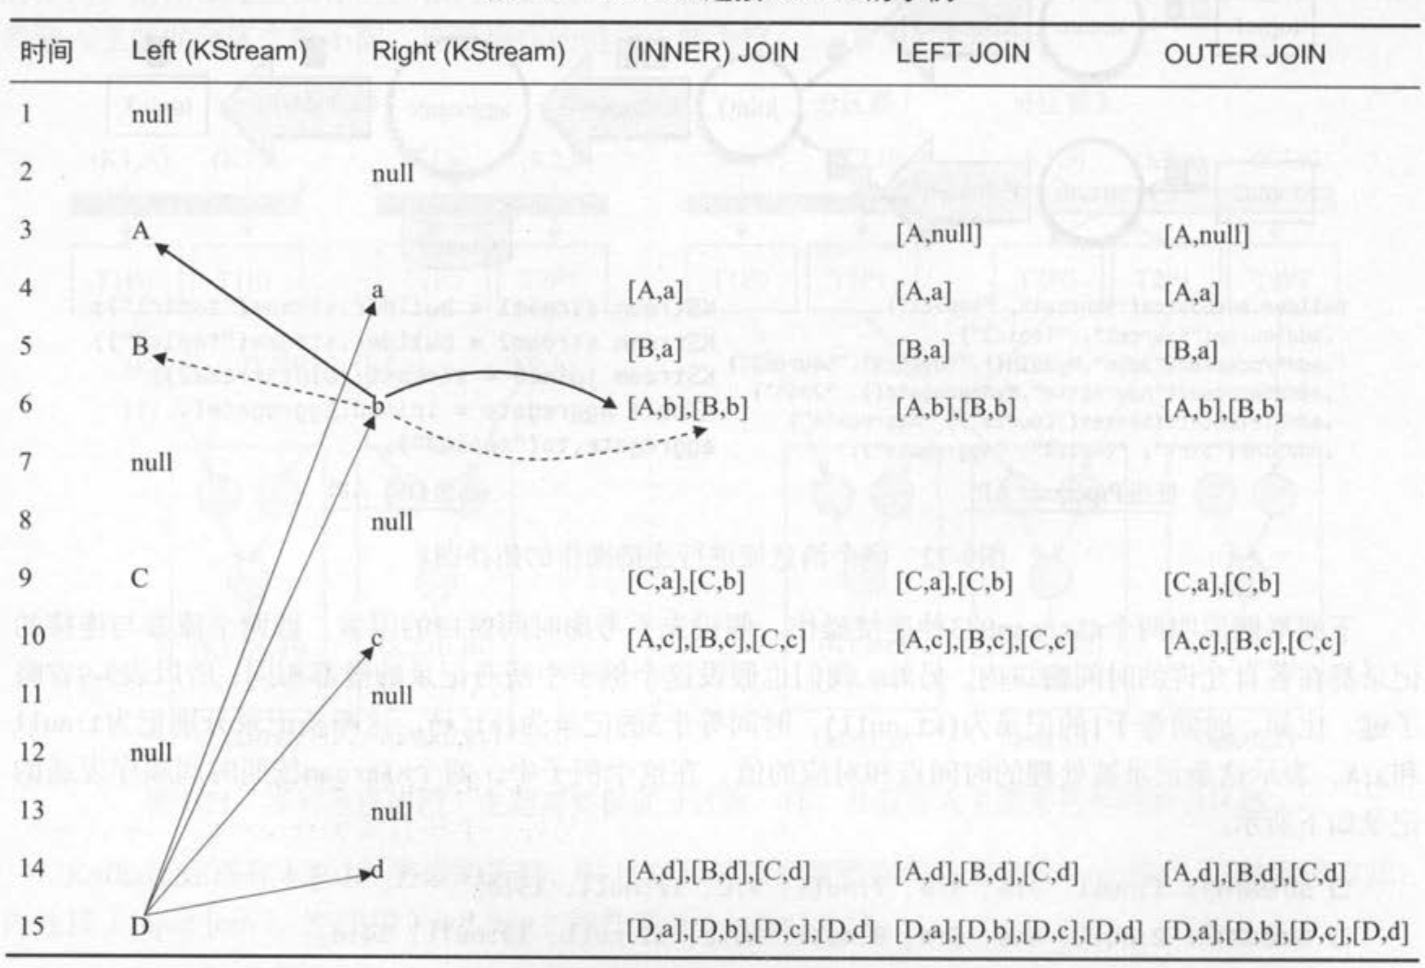 时间 Left (KStream) Right (KStream) (INNER) JOIN LEFT JOIN OUTER JOIN
1 null
2 null
3 A [A,null] [A,null]
4 a [A,a] [A,a] [A,a]
5 B [B,a] [B,a] [B,a]
6 b [A,b],[B,b] [A,b],[B,b] [A,b],[B,b]
7 null
8 null
9 C [C,a],[C,b] [C,a],[C,b] [C,a],[C,b]
10 c [A,c],[B,c],[C,c] [A,c],[B,c],[C,c] [A,c],[B,c],[C,c]
11 null
12 null
13 null
14 d [A,d],[B,d],[C,d] [A,d],[B,d],[C,d] [A,d],[B,d],[C,d]
15 D [D,a],[D,b],[D,c],[D,d] [D,a],[D,b],[D,c],[D,d] [D,a],[D,b],[D,c],[D,d]